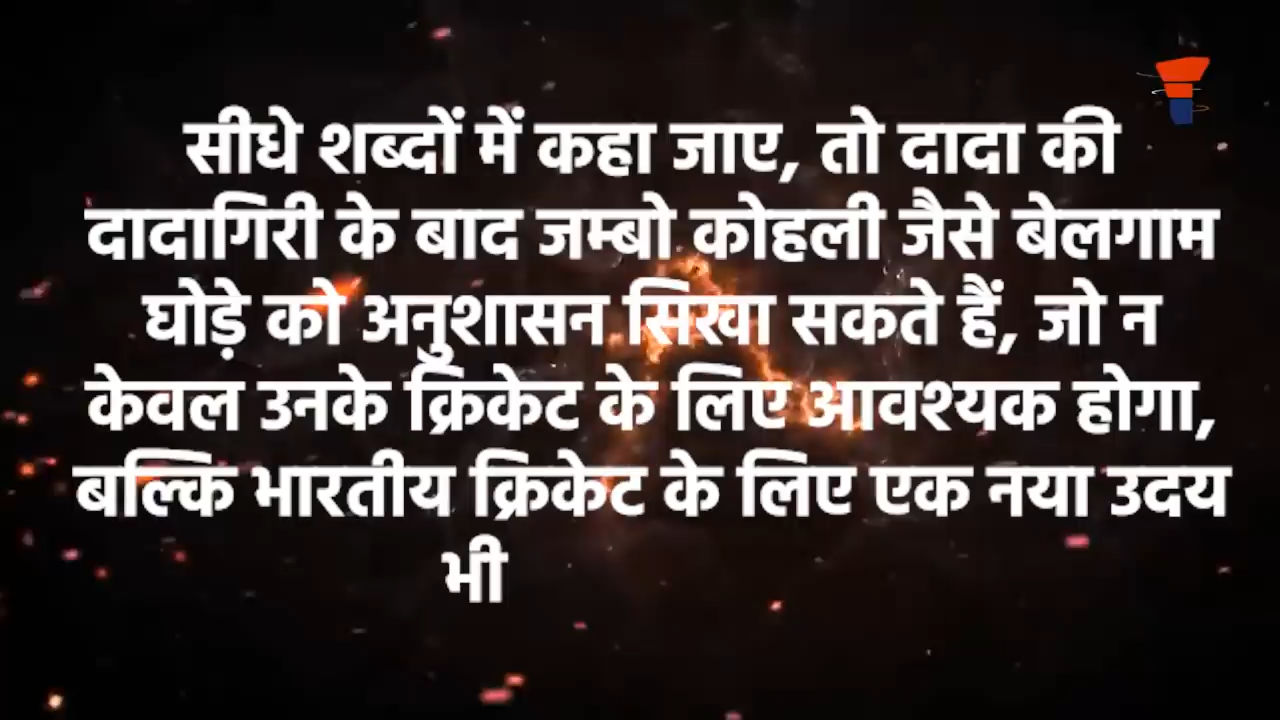 सीधे शब्दों में कहा जाए, तो दादा की
दादागिरी के बाद जम्बो कोहली जैसे बेलगाम
घोड़े को अनुशासन सिखा सकते हैं, जो न
केवल उनके क्रिकेट के लिए आवश्यक होगा,
बल्कि भारतीय क्रिकेट के लिए एक नया उदय
भी